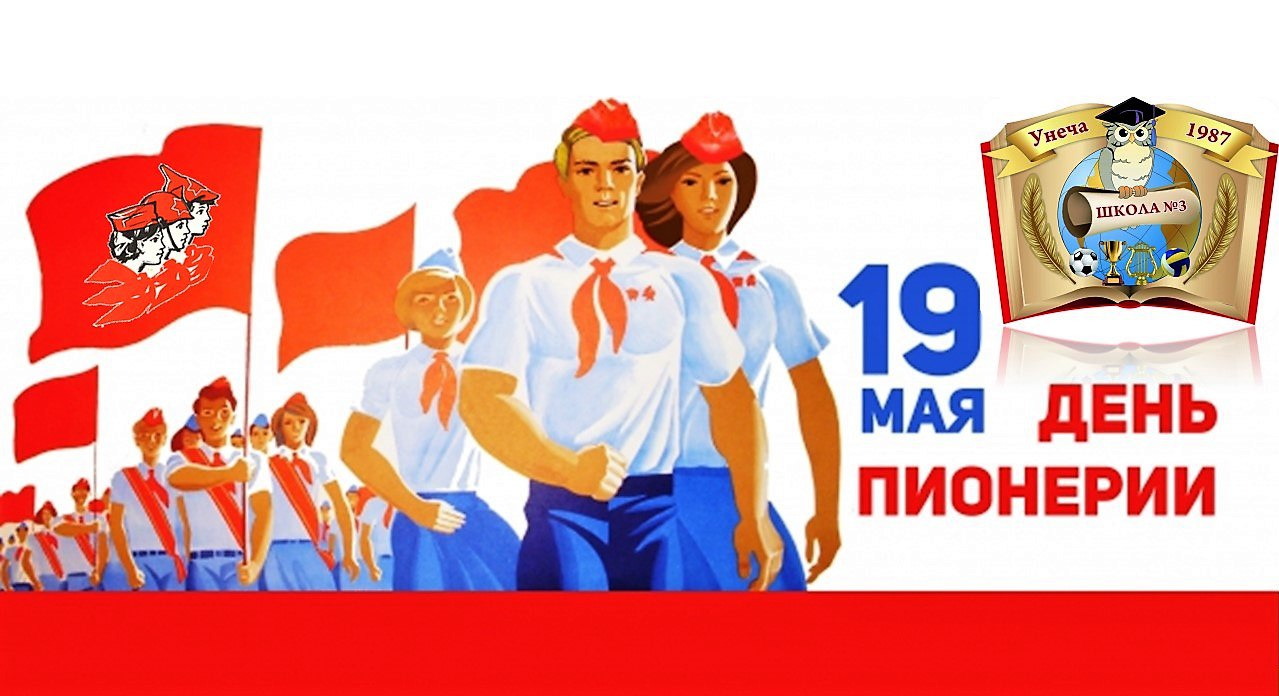 Унеча 1987
ШКОЛА №3
19
МАЯ ДЕНЬ
ПИОНЕРИИ